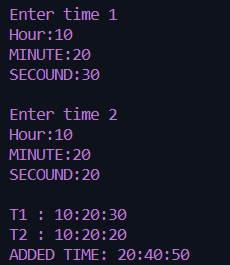 Enter time 1
Hour:10
MINUTE:20
SECOUND:30
Enter time 2
Hour:10
MINUTE:20
SECOUND:20
T1 : 10:20:30
T2 : 10:20:20
ADDED TIME: 20:40:50